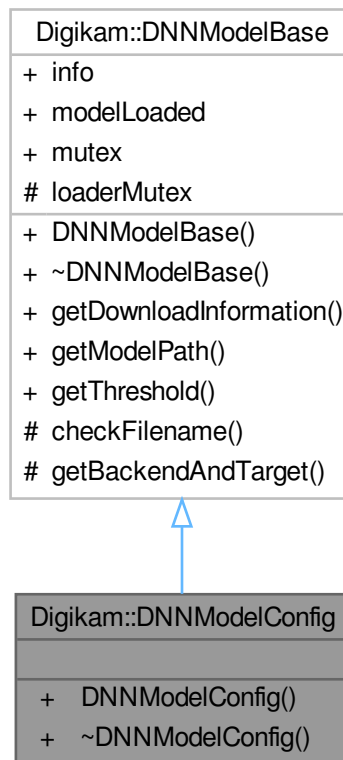 Digikam::DNNModelBase
+ info
+ modelLoaded
+ mutex
# loaderMutex
+ DNNModelBase()
+ ~DNNModelBase()
+ getDownloadInformation()
+ getModelPath()
+ getThreshold()
# checkFilename()
# getBackendAndTarget()
Digikam::DNNModelConfig
+ DNNModelConfig()
+ ~DNNModelConfig()